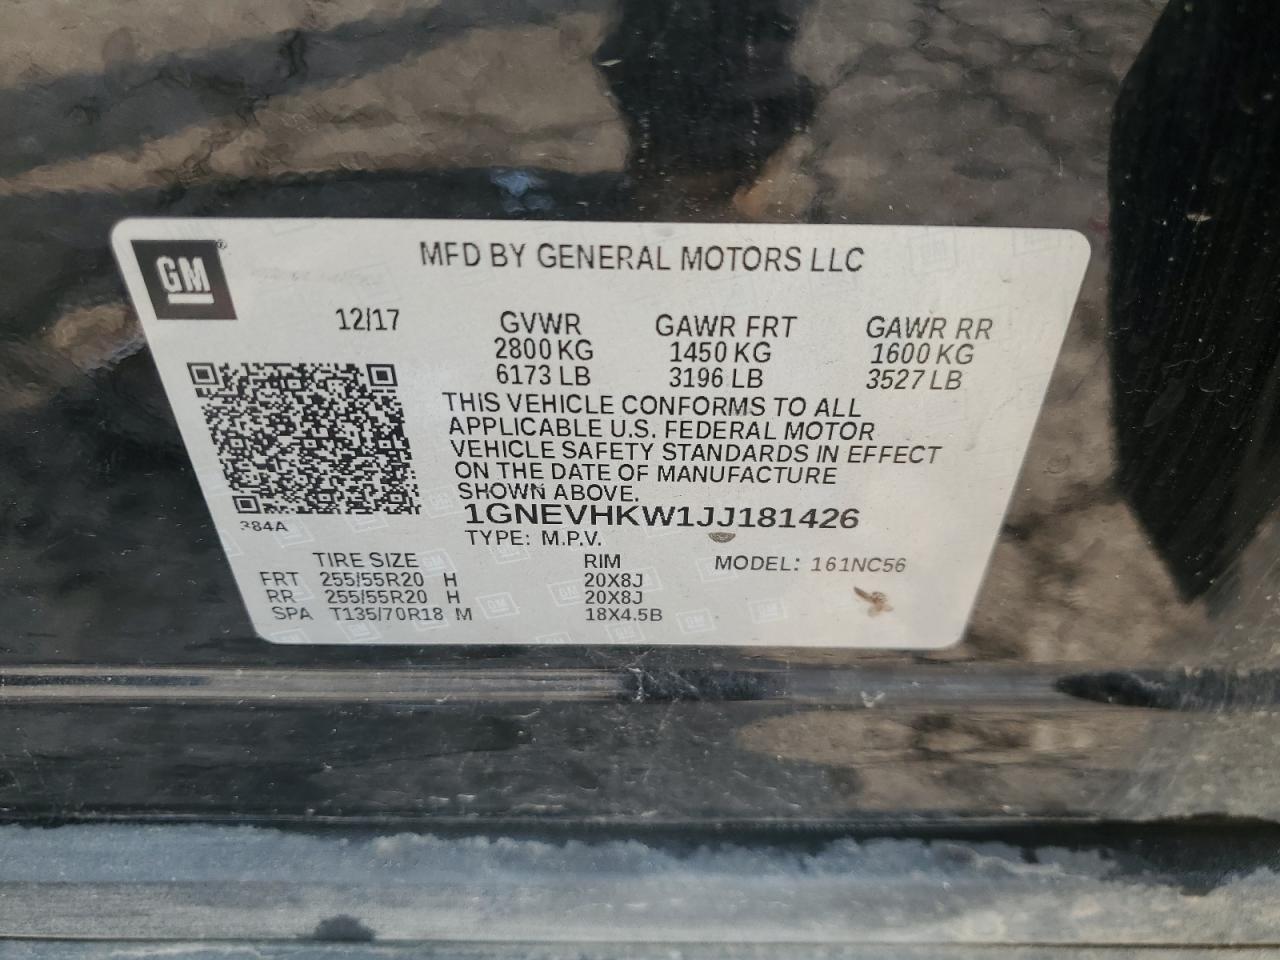 GM
MFD BY GENERAL MOTORS LLC
12/17 GVWR GAWR FRT GAWR RR
2800 KG 1450 KG 1600 KG
6173 LB 3196 LB 3527 LB
THIS VEHICLE CONFORMS TO ALL
APPLICABLE U.S. FEDERAL MOTOR
VEHICLE SAFETY STANDARDS IN EFFECT
ON THE DATE OF MANUFACTURE
SHOWN ABOVE.
384A
1GNEVHKW1JJ181426
TYPE: M.P.V.
TIRE SIZE RIM MODEL: 161NC56
FRT 255/55R20 H 20X8J
RR 255/55R20 H 20X8J
SPA T135/70R18 M 18X4.5B